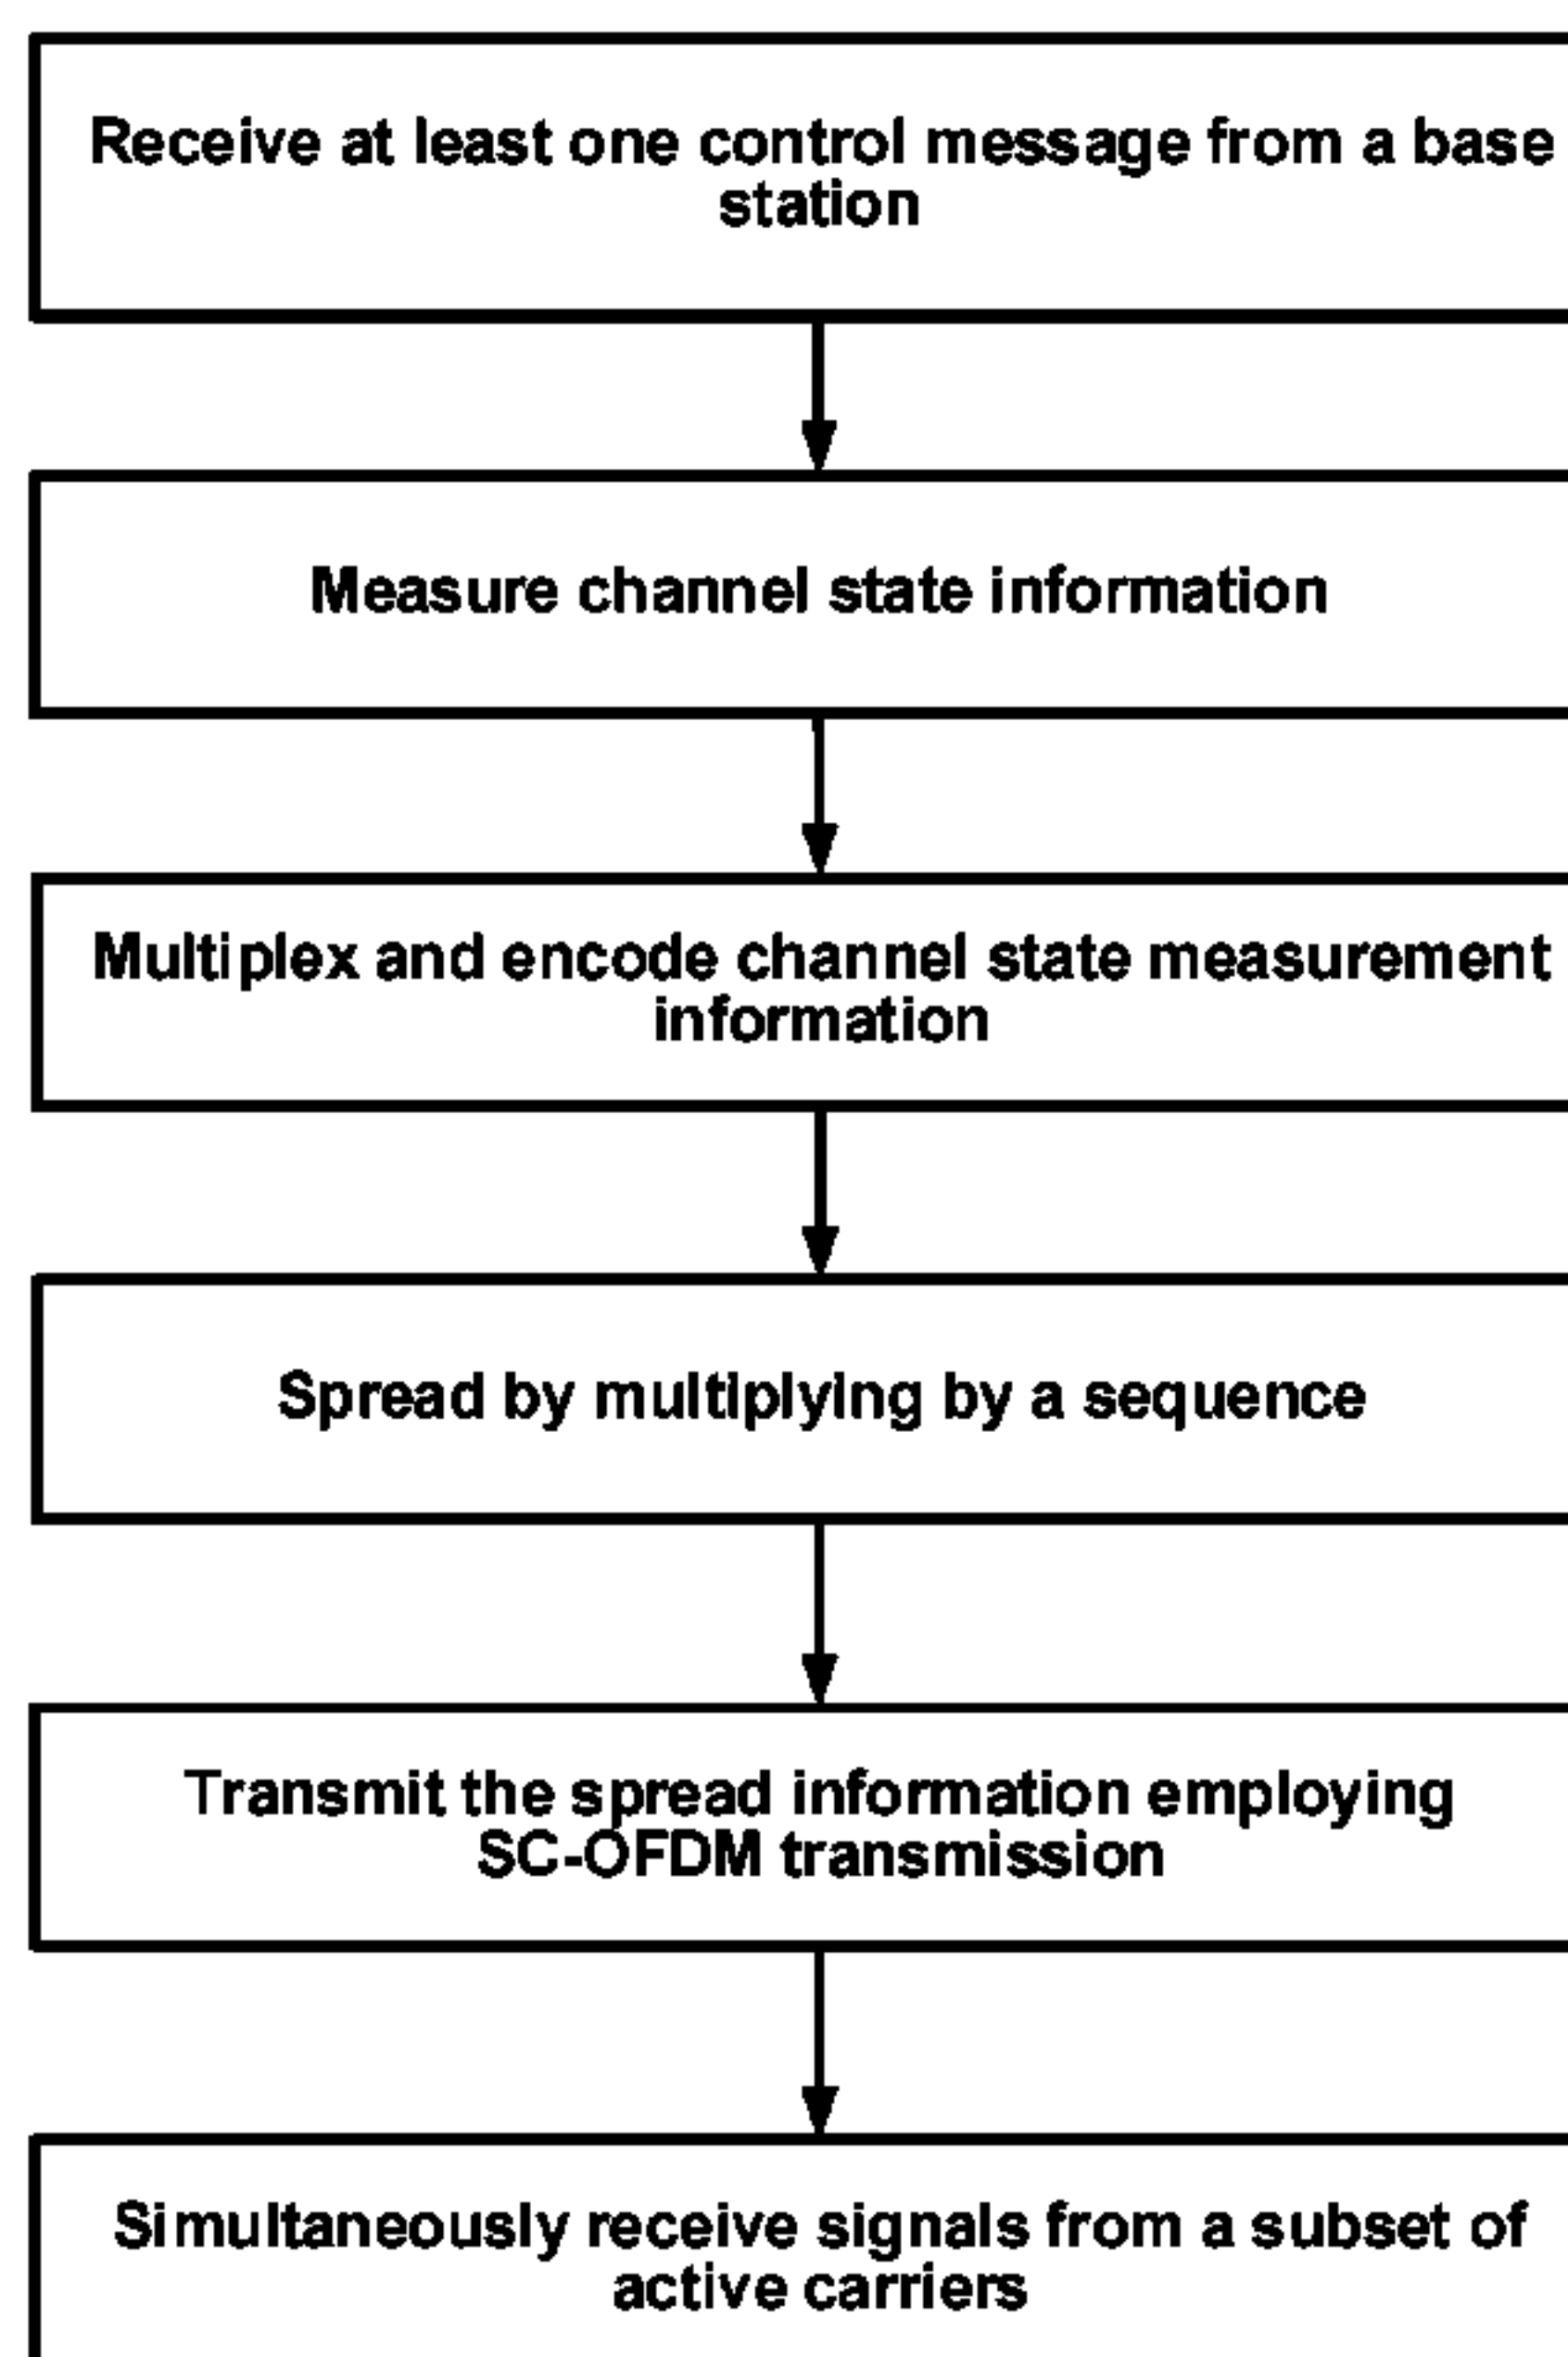 Receive at least one control message from a base
station
Measure channel state information
Multiplex and encode channel state measurement
information
Spread by multiplying by a sequence
Transmit the spread information employing
SC-OFDM transmission
Simultaneously receive signals from a subset of
active carriers